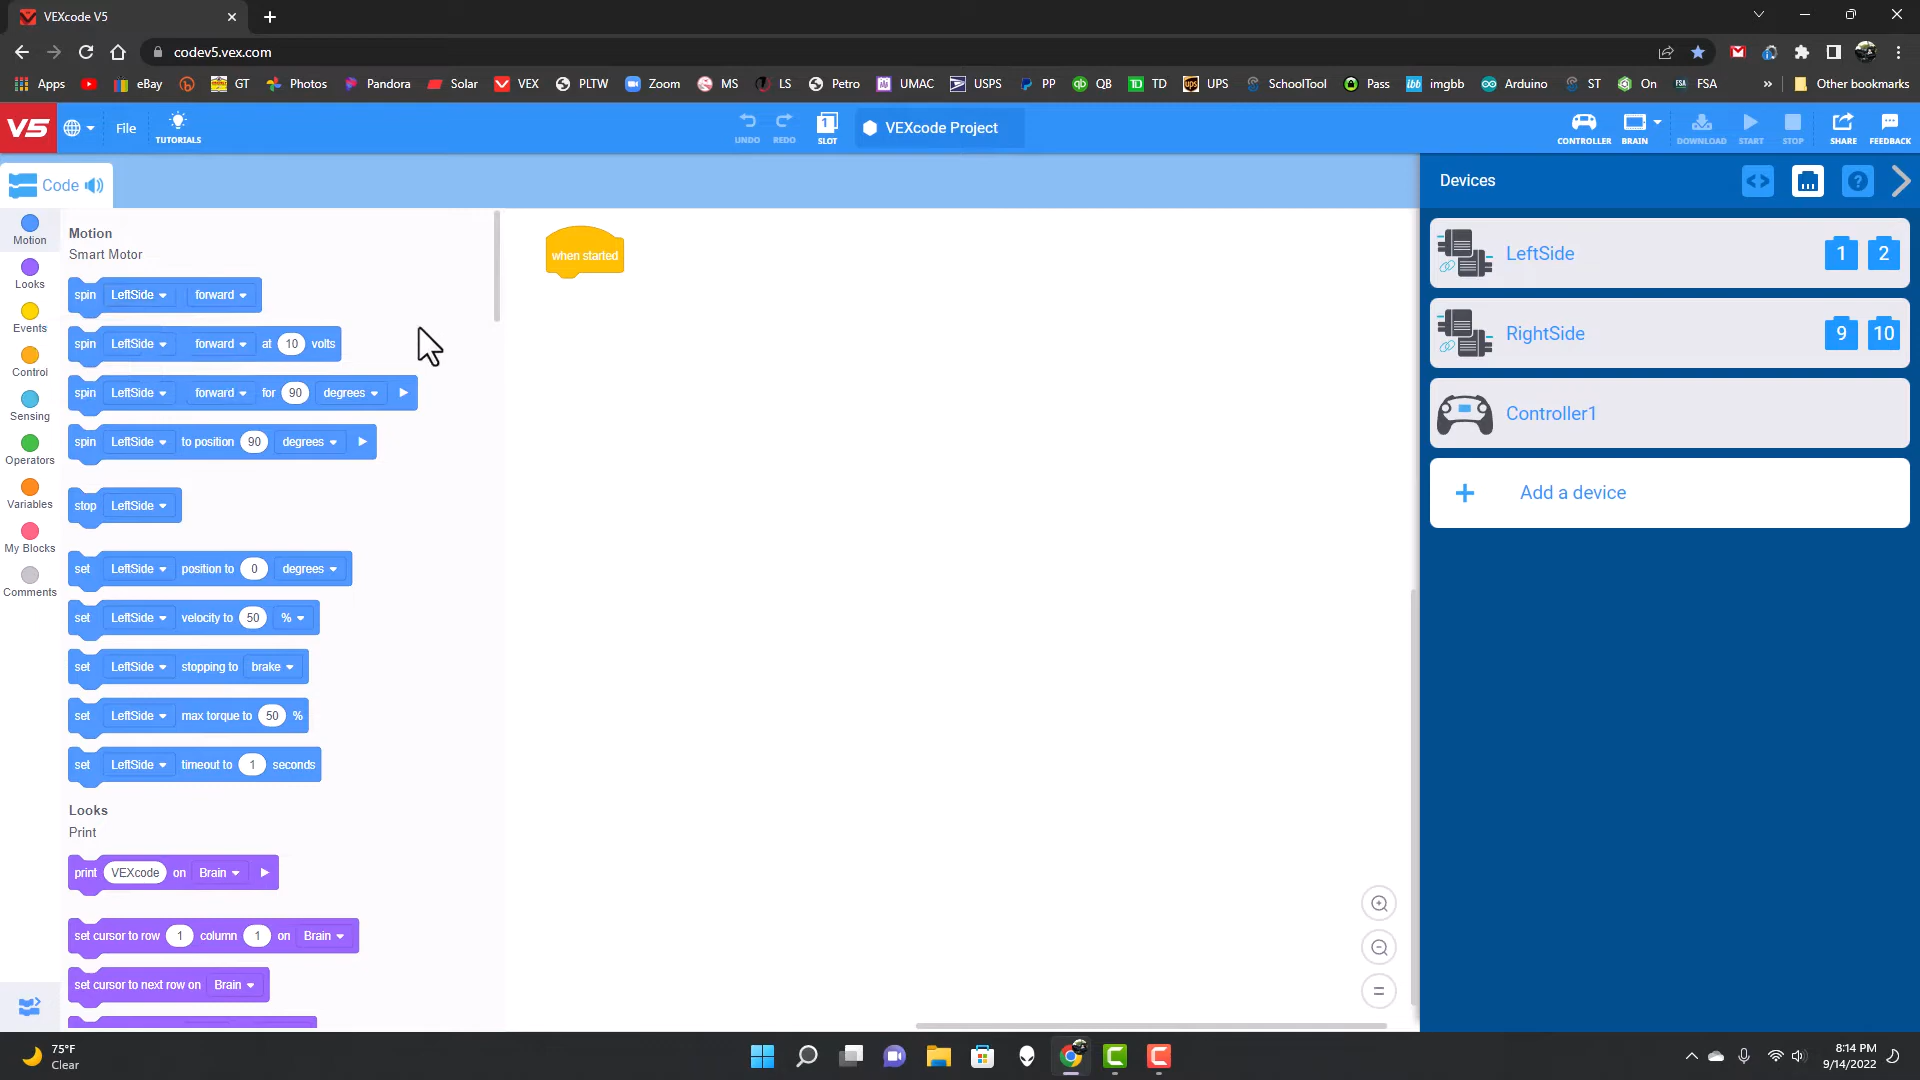 VEXcode V5
codev5.vex.com
Apps eBay GT Photos Pandora Solar VEX PLTW Zoom MS LS Petro UMAC USPS PP QB TD UPS SchoolTool Pass imgbb Arduino ST On FSA » Other bookmarks
V5 File TUTORIALS UNDO REDO 1 SLOT VEXcode Project CONTROLLER BRAIN DOWNLOAD START STOP SHARE FEEDBACK
Code
Devices
Motion
Looks
Events
Control
Sensing
Operators
Variables
My Blocks
Comments
Motion
Smart Motor
spin LeftSide forward
spin LeftSide forward at 10 volts
spin LeftSide forward for 90 degrees
spin LeftSide to position 90 degrees
stop LeftSide
set LeftSide position to 0 degrees
set LeftSide velocity to 50 %
set LeftSide stopping to brake
set LeftSide max torque to 50 %
set LeftSide timeout to 1 seconds
Looks
Print
print VEXcode on Brain
set cursor to row 1 column 1 on Brain
set cursor to next row on Brain
when started
LeftSide 1 2
RightSide 9 10
Controller1
+ Add a device
75°F
Clear
8:14 PM
9/14/2022